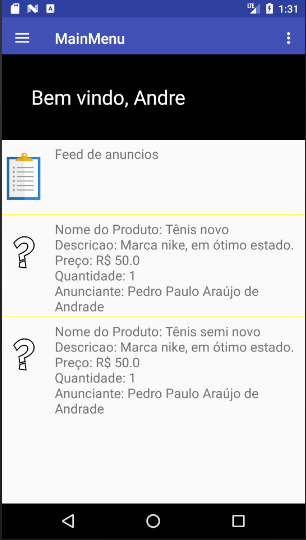 LTE 1:31
MainMenu
Bem vindo, Andre
Feed de anuncios
Nome do Produto: Tênis novo
Descricao: Marca nike, em ótimo estado.
Preço: R$ 50.0
Quantidade: 1
Anunciante: Pedro Paulo Araújo de
Andrade
Nome do Produto: Tênis semi novo
Descricao: Marca nike, em ótimo estado.
Preço: R$ 50.0
Quantidade: 1
Anunciante: Pedro Paulo Araújo de
Andrade